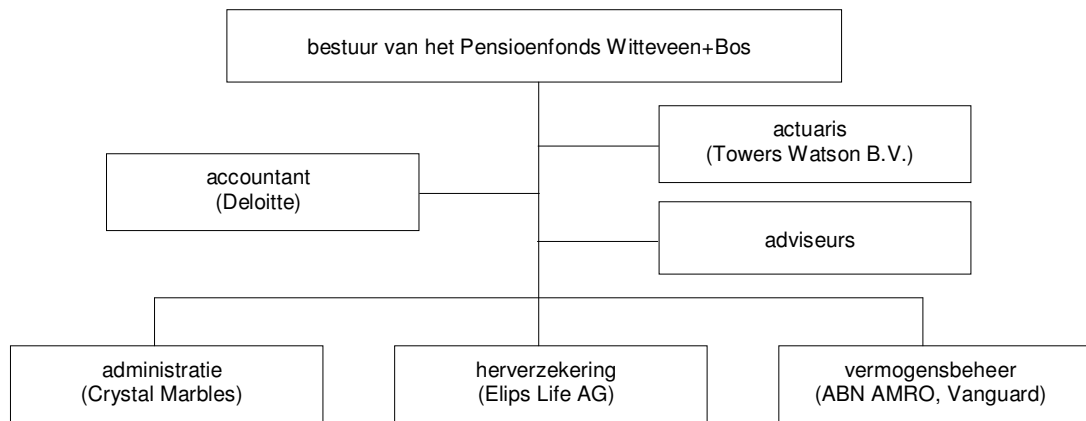 bestuur van het Pensioenfonds Witteveen+Bos
actuaris
(Towers Watson B.V.)
accountant
(Deloitte)
adviseurs
administratie
(Crystal Marbles)
herverzekering
(Elips Life AG)
vermogensbeheer
(ABN AMRO, Vanguard)